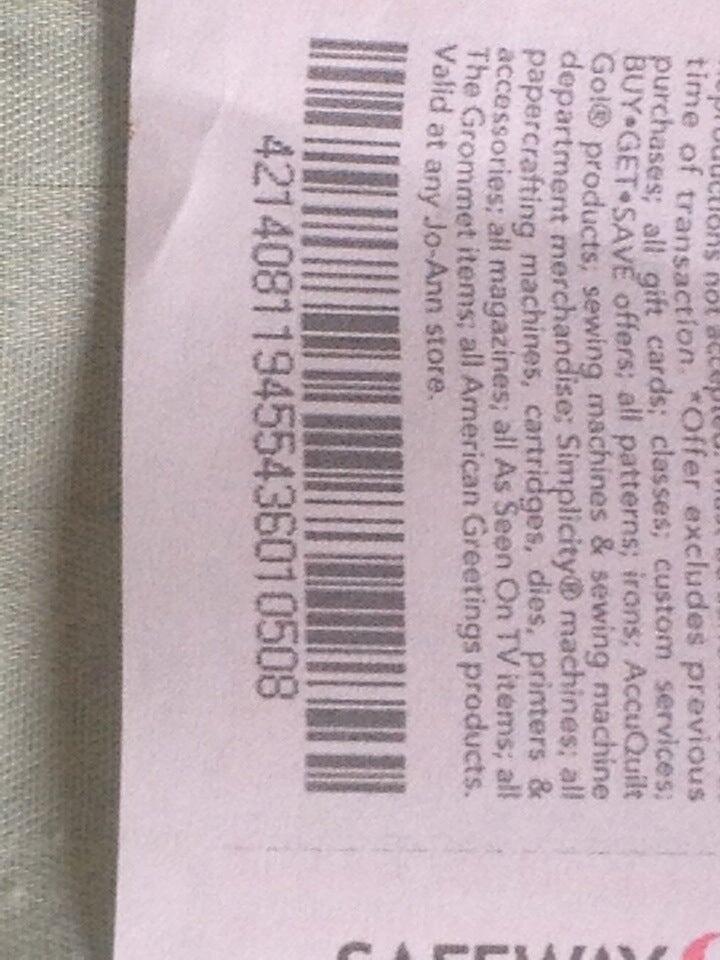 time of transaction. *Offer excludes previous
purchases; all gift cards; classes; custom services;
BUY•GET•SAVE offers; all patterns; irons; AccuQuilt
Go!® products; sewing machines & sewing machine
department merchandise; Simplicity® machines; all
papercrafting machines, cartridges, dies, printers &
accessories; all magazines; all As Seen On TV items; all
The Grommet items; all American Greetings products.
Valid at any Jo-Ann store.
421408119455436010508
SAFEWAY